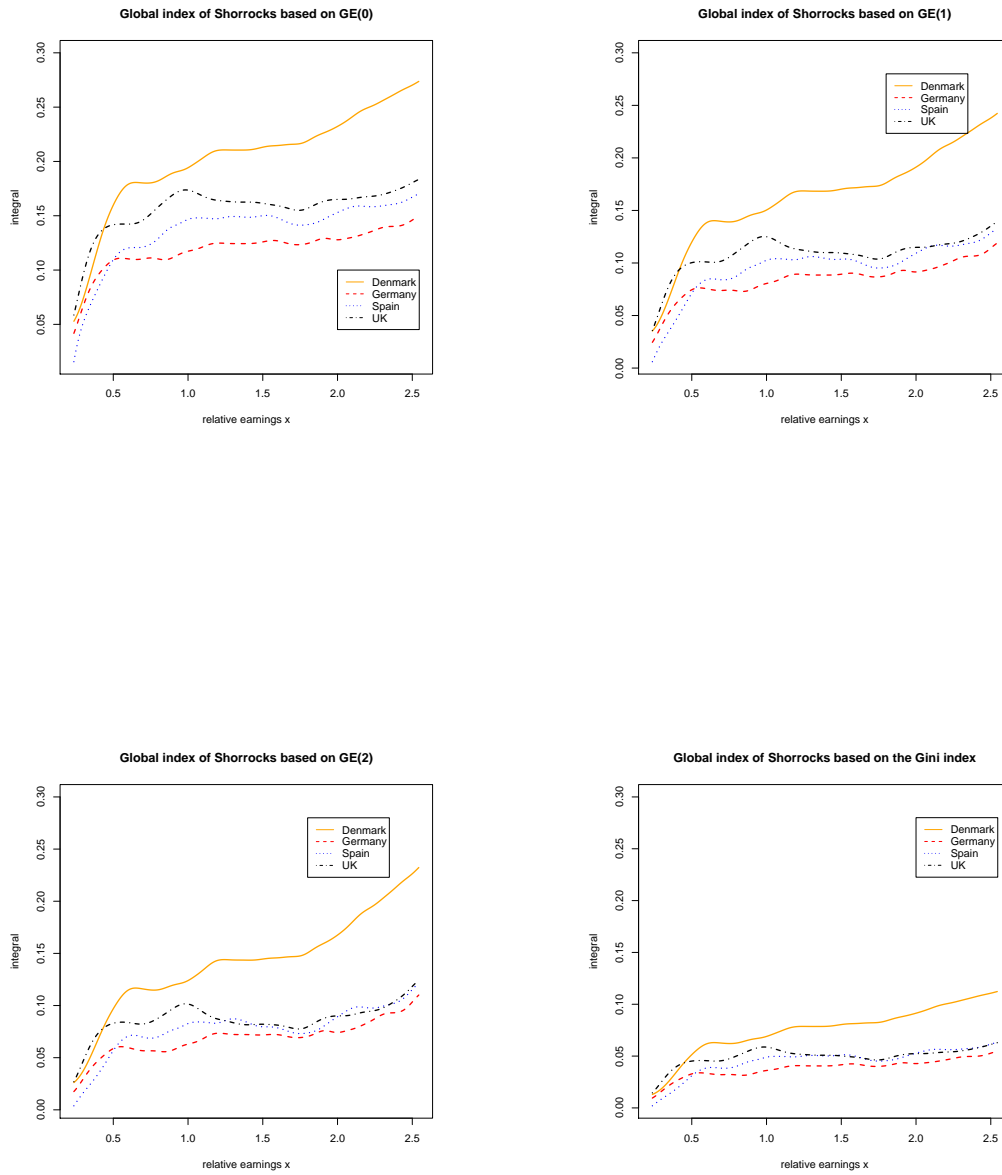 Global index of Shorrocks based on GE(0)
integral
0.30
0.25
0.20
0.15
0.10
0.05
Denmark
Germany
Spain
UK
0.5 1.0 1.5 2.0 2.5
relative earnings x
Global index of Shorrocks based on GE(1)
integral
0.30
0.25
0.20
0.15
0.10
0.05
0.00
Denmark
Germany
Spain
UK
0.5 1.0 1.5 2.0 2.5
relative earnings x
Global index of Shorrocks based on GE(2)
integral
0.30
0.25
0.20
0.15
0.10
0.05
0.00
Denmark
Germany
Spain
UK
0.5 1.0 1.5 2.0 2.5
relative earnings x
Global index of Shorrocks based on the Gini index
integral
0.30
0.25
0.20
0.15
0.10
0.05
0.00
Denmark
Germany
Spain
UK
0.5 1.0 1.5 2.0 2.5
relative earnings x